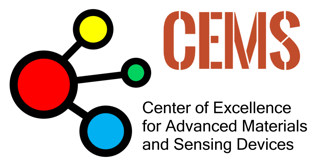 CEMS
Center of Excellence
for Advanced Materials
and Sensing Devices